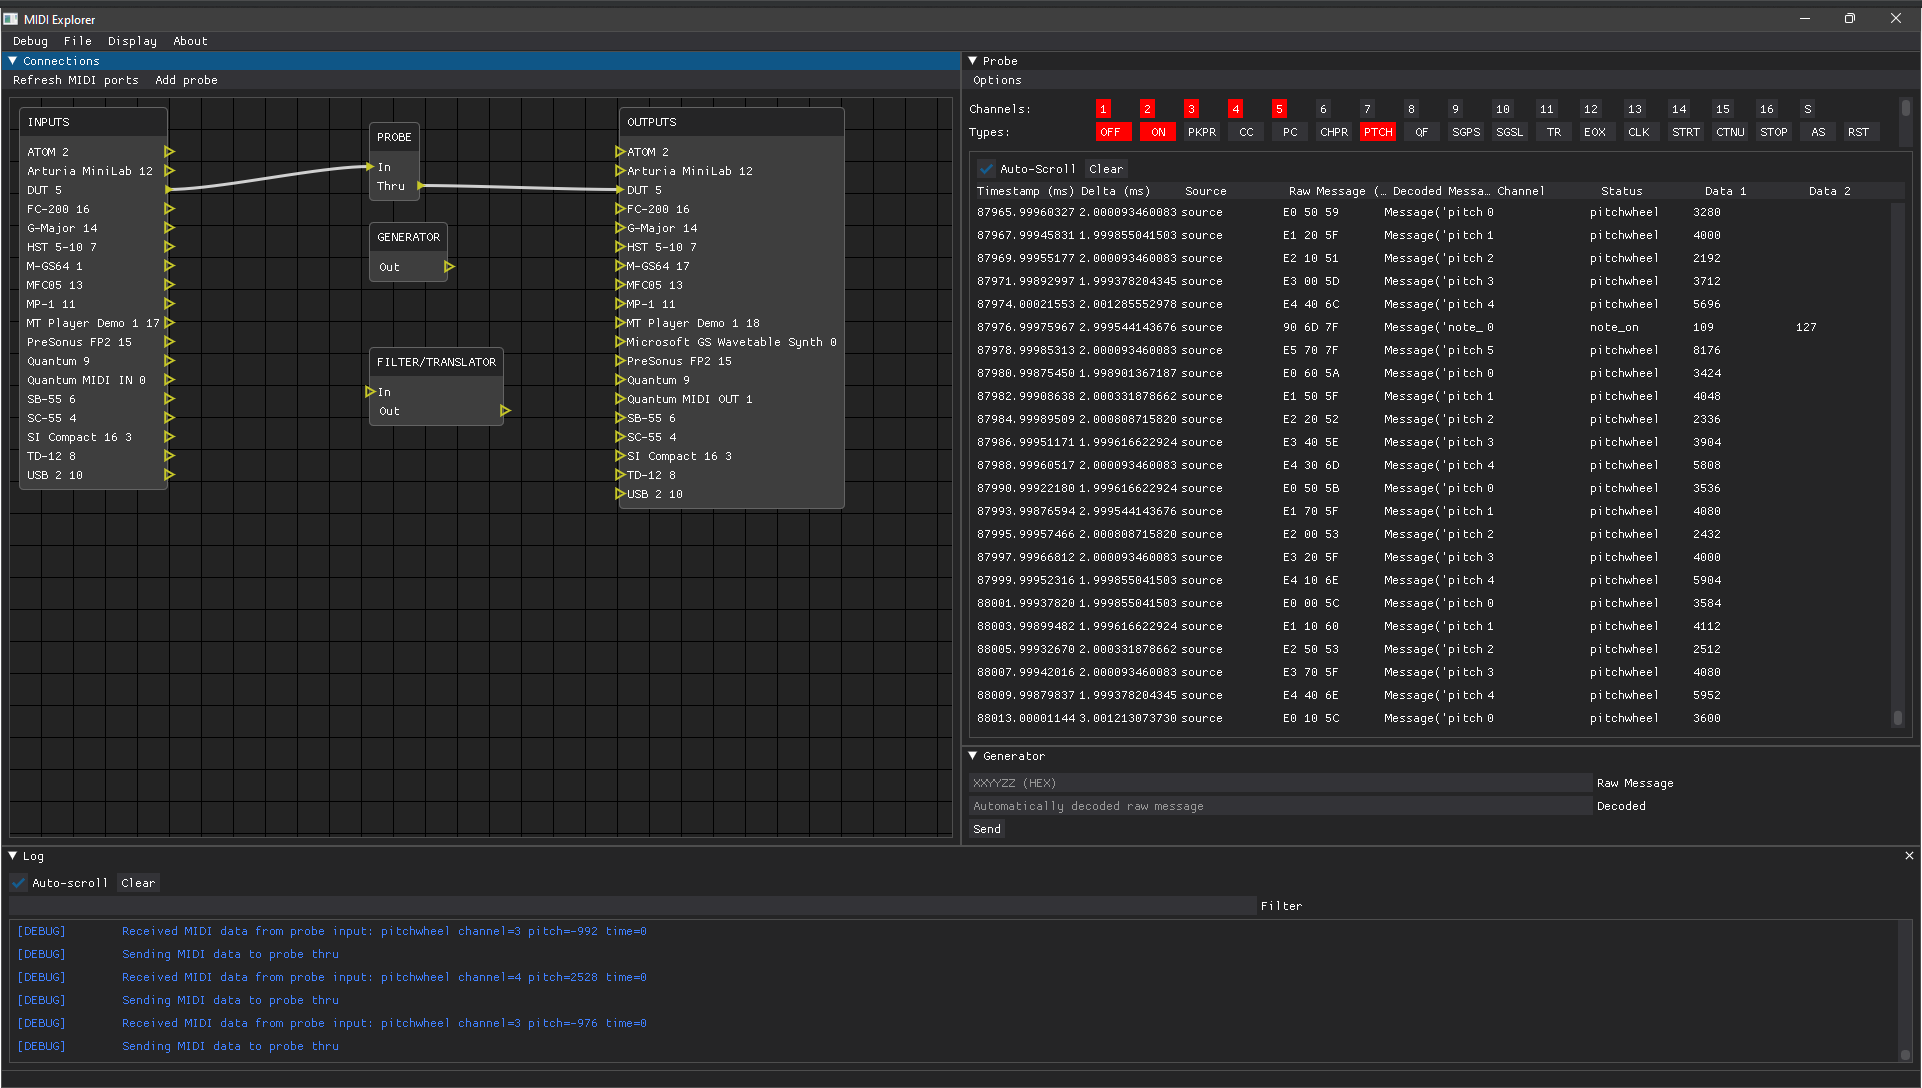 MIDI Explorer
Debug File Display About
Connections
Refresh MIDI ports Add probe
INPUTS
ATOM 2
Arturia MiniLab 12
DUT 5
FC-200 16
G-Major 14
HST 5-10 7
M-GS64 1
MFC05 13
MP-1 11
MT Player Demo 1 17
PreSonus FP2 15
Quantum 9
Quantum MIDI IN 0
SB-55 6
SC-55 4
SI Compact 16 3
TD-12 8
USB 2 10
PROBE
In
Thru
GENERATOR
Out
FILTER/TRANSLATOR
In
Out
OUTPUTS
ATOM 2
Arturia MiniLab 12
DUT 5
FC-200 16
G-Major 14
HST 5-10 7
M-GS64 17
MFC05 13
MP-1 11
MT Player Demo 1 18
Microsoft GS Wavetable Synth 0
PreSonus FP2 15
Quantum 9
Quantum MIDI OUT 1
SB-55 6
SC-55 4
SI Compact 16 3
TD-12 8
USB 2 10
Probe
Options
Channels: 1 2 3 4 5 6 7 8 9 10 11 12 13 14 15 16 S
Types: OFF ON PKPR CC PC CHPR PTCH QF SGPS SGSL TR EOX CLK STRT CTNU STOP AS RST
Auto-Scroll Clear
Timestamp (ms) Delta (ms) Source Raw Message (… Decoded Messa… Channel Status Data 1 Data 2
87965.99960327 2.000093460083 source E0 50 59 Message('pitch 0 pitchwheel 3280
87967.99945831 1.999855041503 source E1 20 5F Message('pitch 1 pitchwheel 4000
87969.99955177 2.000093460083 source E2 10 51 Message('pitch 2 pitchwheel 2192
87971.99892997 1.999378204345 source E3 00 5D Message('pitch 3 pitchwheel 3712
87974.00021553 2.001285552978 source E4 40 6C Message('pitch 4 pitchwheel 5696
87976.99975967 2.999544143676 source 90 6D 7F Message('note_ 0 note_on 109 127
87978.99985313 2.000093460083 source E5 70 7F Message('pitch 5 pitchwheel 8176
87980.99875450 1.998901367187 source E0 60 5A Message('pitch 0 pitchwheel 3424
87982.99908638 2.000331878662 source E1 50 5F Message('pitch 1 pitchwheel 4048
87984.99989509 2.000808715820 source E2 20 52 Message('pitch 2 pitchwheel 2336
87986.99951171 1.999616622924 source E3 40 5E Message('pitch 3 pitchwheel 3904
87988.99960517 2.000093460083 source E4 30 6D Message('pitch 4 pitchwheel 5808
87990.99922180 1.999616622924 source E0 50 5B Message('pitch 0 pitchwheel 3536
87993.99876594 2.999544143676 source E1 70 5F Message('pitch 1 pitchwheel 4080
87995.99957466 2.000808715820 source E2 00 53 Message('pitch 2 pitchwheel 2432
87997.99966812 2.000093460083 source E3 20 5F Message('pitch 3 pitchwheel 4000
87999.99952316 1.999855041503 source E4 10 6E Message('pitch 4 pitchwheel 5904
88001.99937820 1.999855041503 source E0 00 5C Message('pitch 0 pitchwheel 3584
88003.99899482 1.999616622924 source E1 10 60 Message('pitch 1 pitchwheel 4112
88005.99932670 2.000331878662 source E2 50 53 Message('pitch 2 pitchwheel 2512
88007.99942016 2.000093460083 source E3 70 5F Message('pitch 3 pitchwheel 4080
88009.99879837 1.999378204345 source E4 40 6E Message('pitch 4 pitchwheel 5952
88013.00001144 3.001213073730 source E0 10 5C Message('pitch 0 pitchwheel 3600
Generator
XXYYZZ (HEX) Raw Message
Automatically decoded raw message Decoded
Send
Log
Auto-scroll Clear
Filter
[DEBUG] Received MIDI data from probe input: pitchwheel channel=3 pitch=-992 time=0
[DEBUG] Sending MIDI data to probe thru
[DEBUG] Received MIDI data from probe input: pitchwheel channel=4 pitch=2528 time=0
[DEBUG] Sending MIDI data to probe thru
[DEBUG] Received MIDI data from probe input: pitchwheel channel=3 pitch=-976 time=0
[DEBUG] Sending MIDI data to probe thru